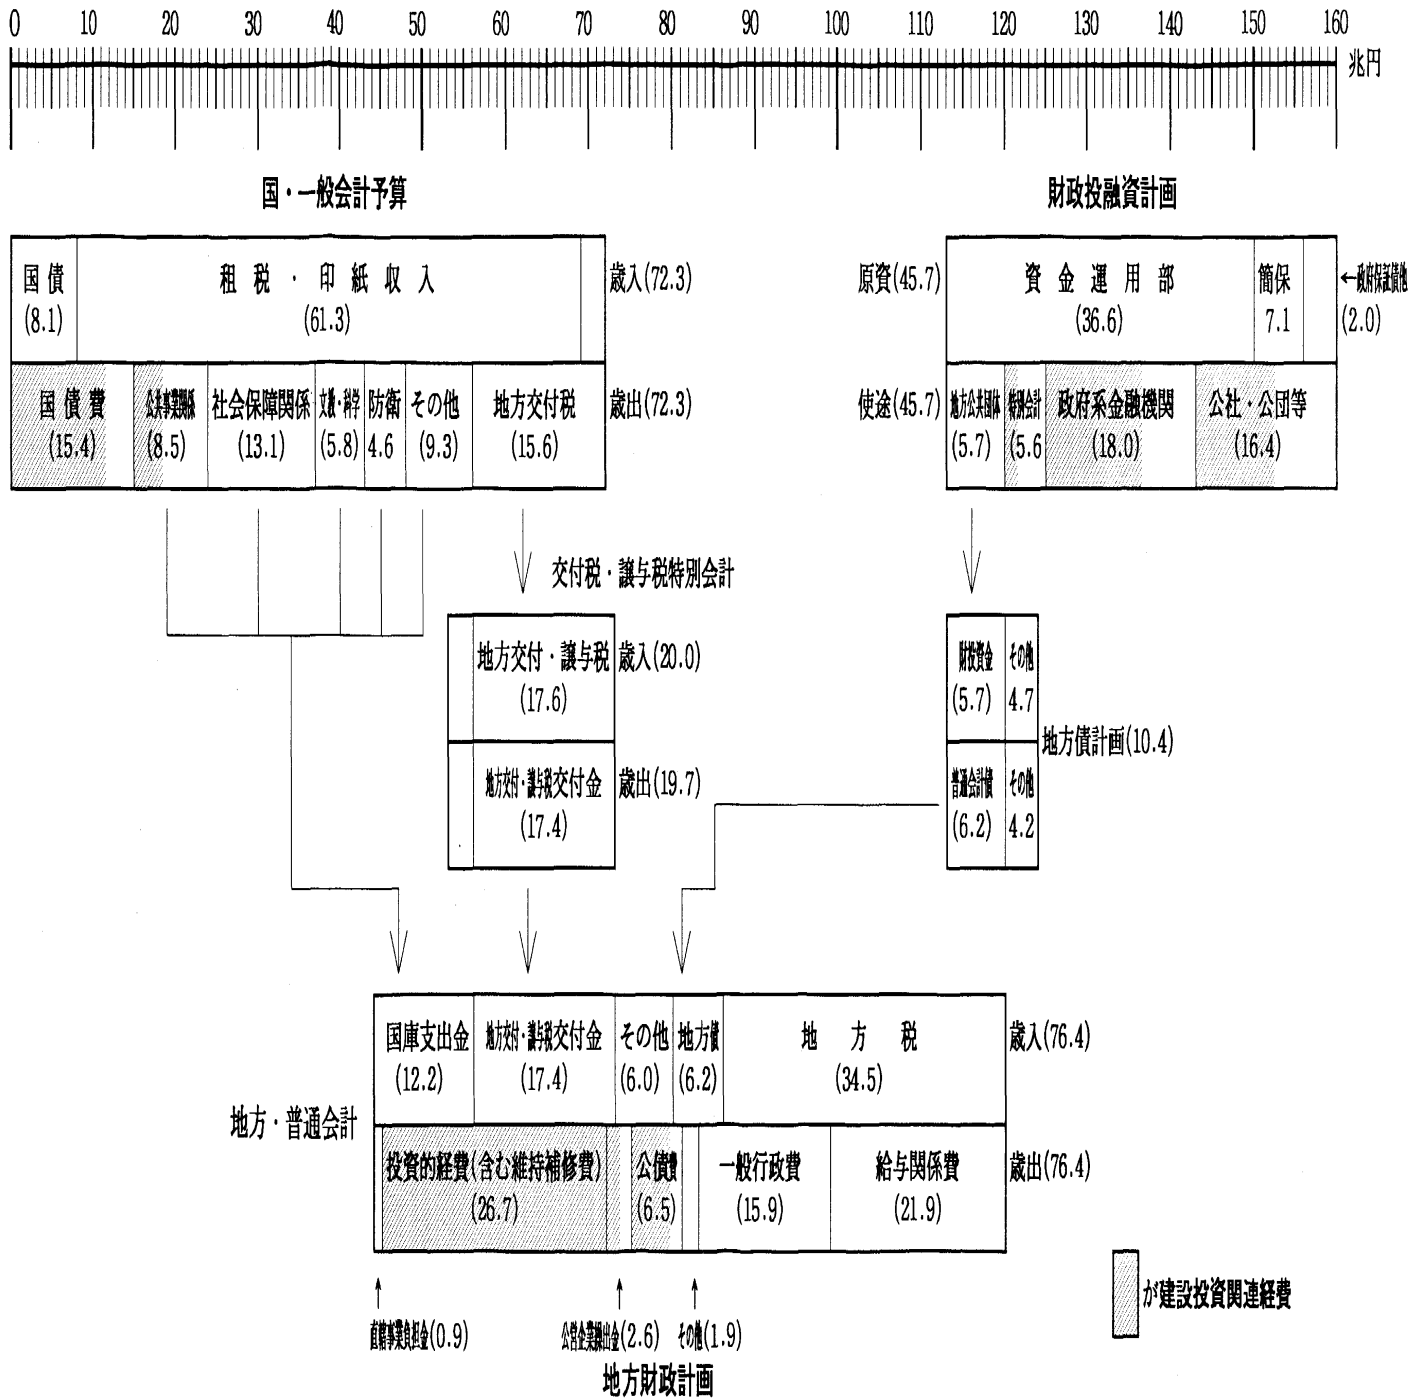 0 10 20 30 40 50 60 70 80 90 100 110 120 130 140 150 160
兆円
国・一般会計予算
国債
(8.1)
租税・印紙収入
(61.3)
歳入(72.3)
国債費
(15.4)
公共事業関係
(8.5)
社会保障関係
(13.1)
文教・科学
(5.8)
防衛
4.6
その他
(9.3)
地方交付税
(15.6)
歳出(72.3)
財政投融資計画
原資(45.7)
資金運用部
(36.6)
簡保
7.1
←政府保証債他
(2.0)
使途(45.7)
地方公共団体
(5.7)
特別会計
(5.6
政府系金融機関
(18.0)
公社・公団等
(16.4)
交付税・譲与税特別会計
地方交付・譲与税
(17.6)
歳入(20.0)
地方交付・譲与税交付金
(17.4)
歳出(19.7)
財投資金
(5.7)
その他
4.7
地方債計画(10.4)
普通会計債
(6.2)
その他
4.2
地方・普通会計
国庫支出金
(12.2)
地方交付・譲与税交付金
(17.4)
その他
(6.0)
地方債
(6.2)
地方税
(34.5)
歳入(76.4)
投資的経費(含む維持補修費)
(26.7)
公債費
(6.5)
一般行政費
(15.9)
給与関係費
(21.9)
歳出(76.4)
直轄事業負担金(0.9)
公営企業繰出金(2.6)
その他(1.9)
地方財政計画
が建設投資関連経費